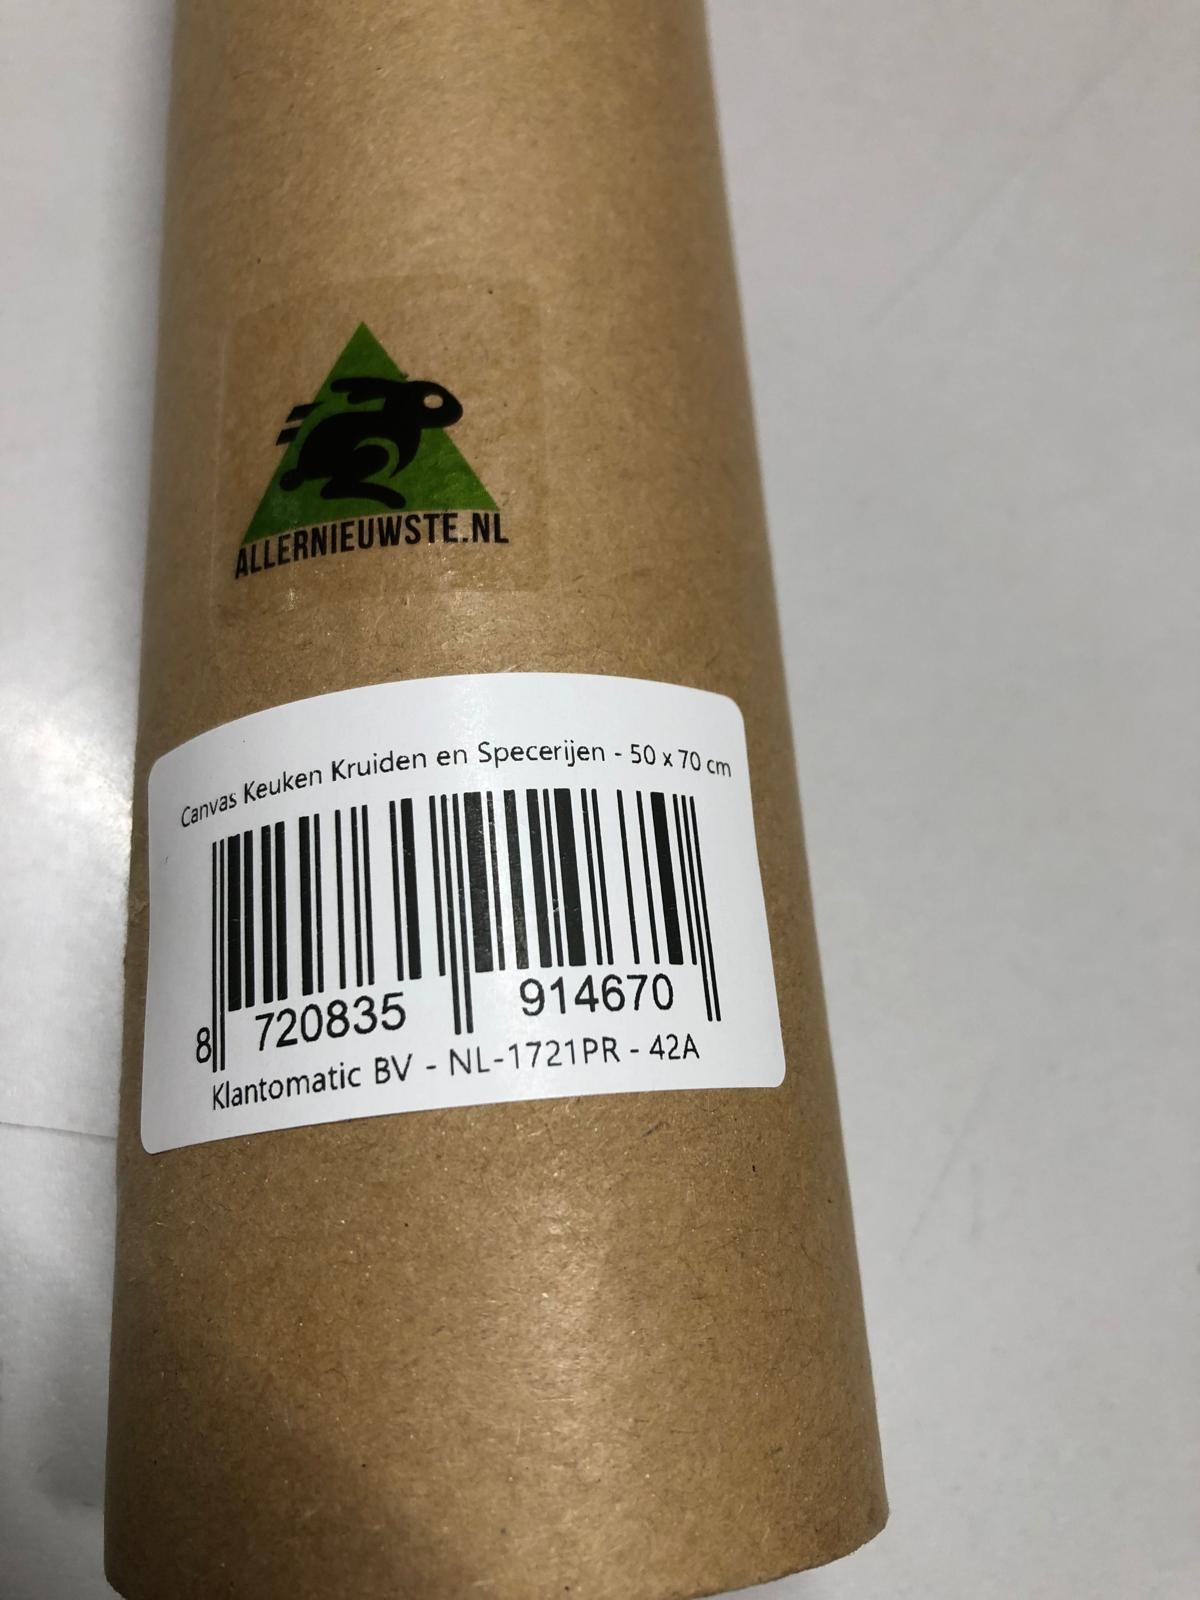 ALLERNIEUWSTE.NL
Canvas Keuken Kruiden en Specerijen - 50 x 70 cm
8 720835 914670
Klantomatic BV - NL-1721PR - 42A